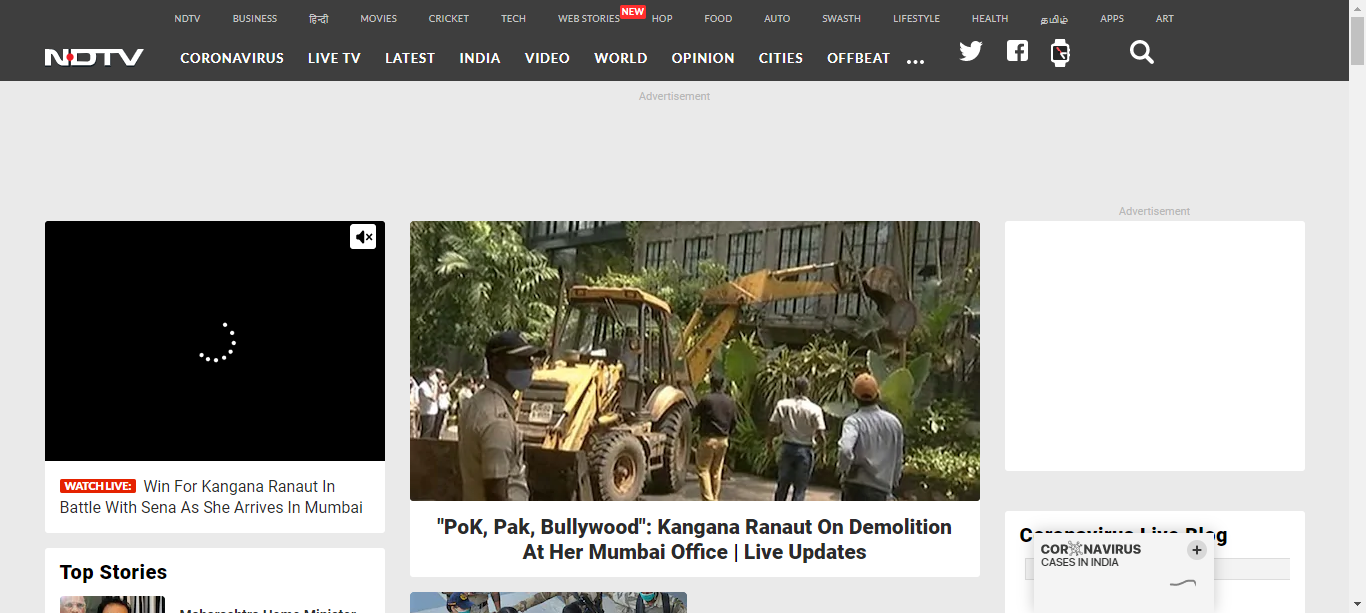 NDTV BUSINESS हिन्दी MOVIES CRICKET TECH WEB STORIES NEW HOP FOOD AUTO SWASTH LIFESTYLE HEALTH தமிழ் APPS ART
NDTV CORONAVIRUS LIVE TV LATEST INDIA VIDEO WORLD OPINION CITIES OFFBEAT ...
Advertisement
Advertisement
WATCH LIVE: Win For Kangana Ranaut In
Battle With Sena As She Arrives In Mumbai
Top Stories
Maharashtra Home Minister
"PoK, Pak, Bullywood": Kangana Ranaut On Demolition
At Her Mumbai Office | Live Updates
Coronavirus Live Blog
CORONAVIRUS +
CASES IN INDIA